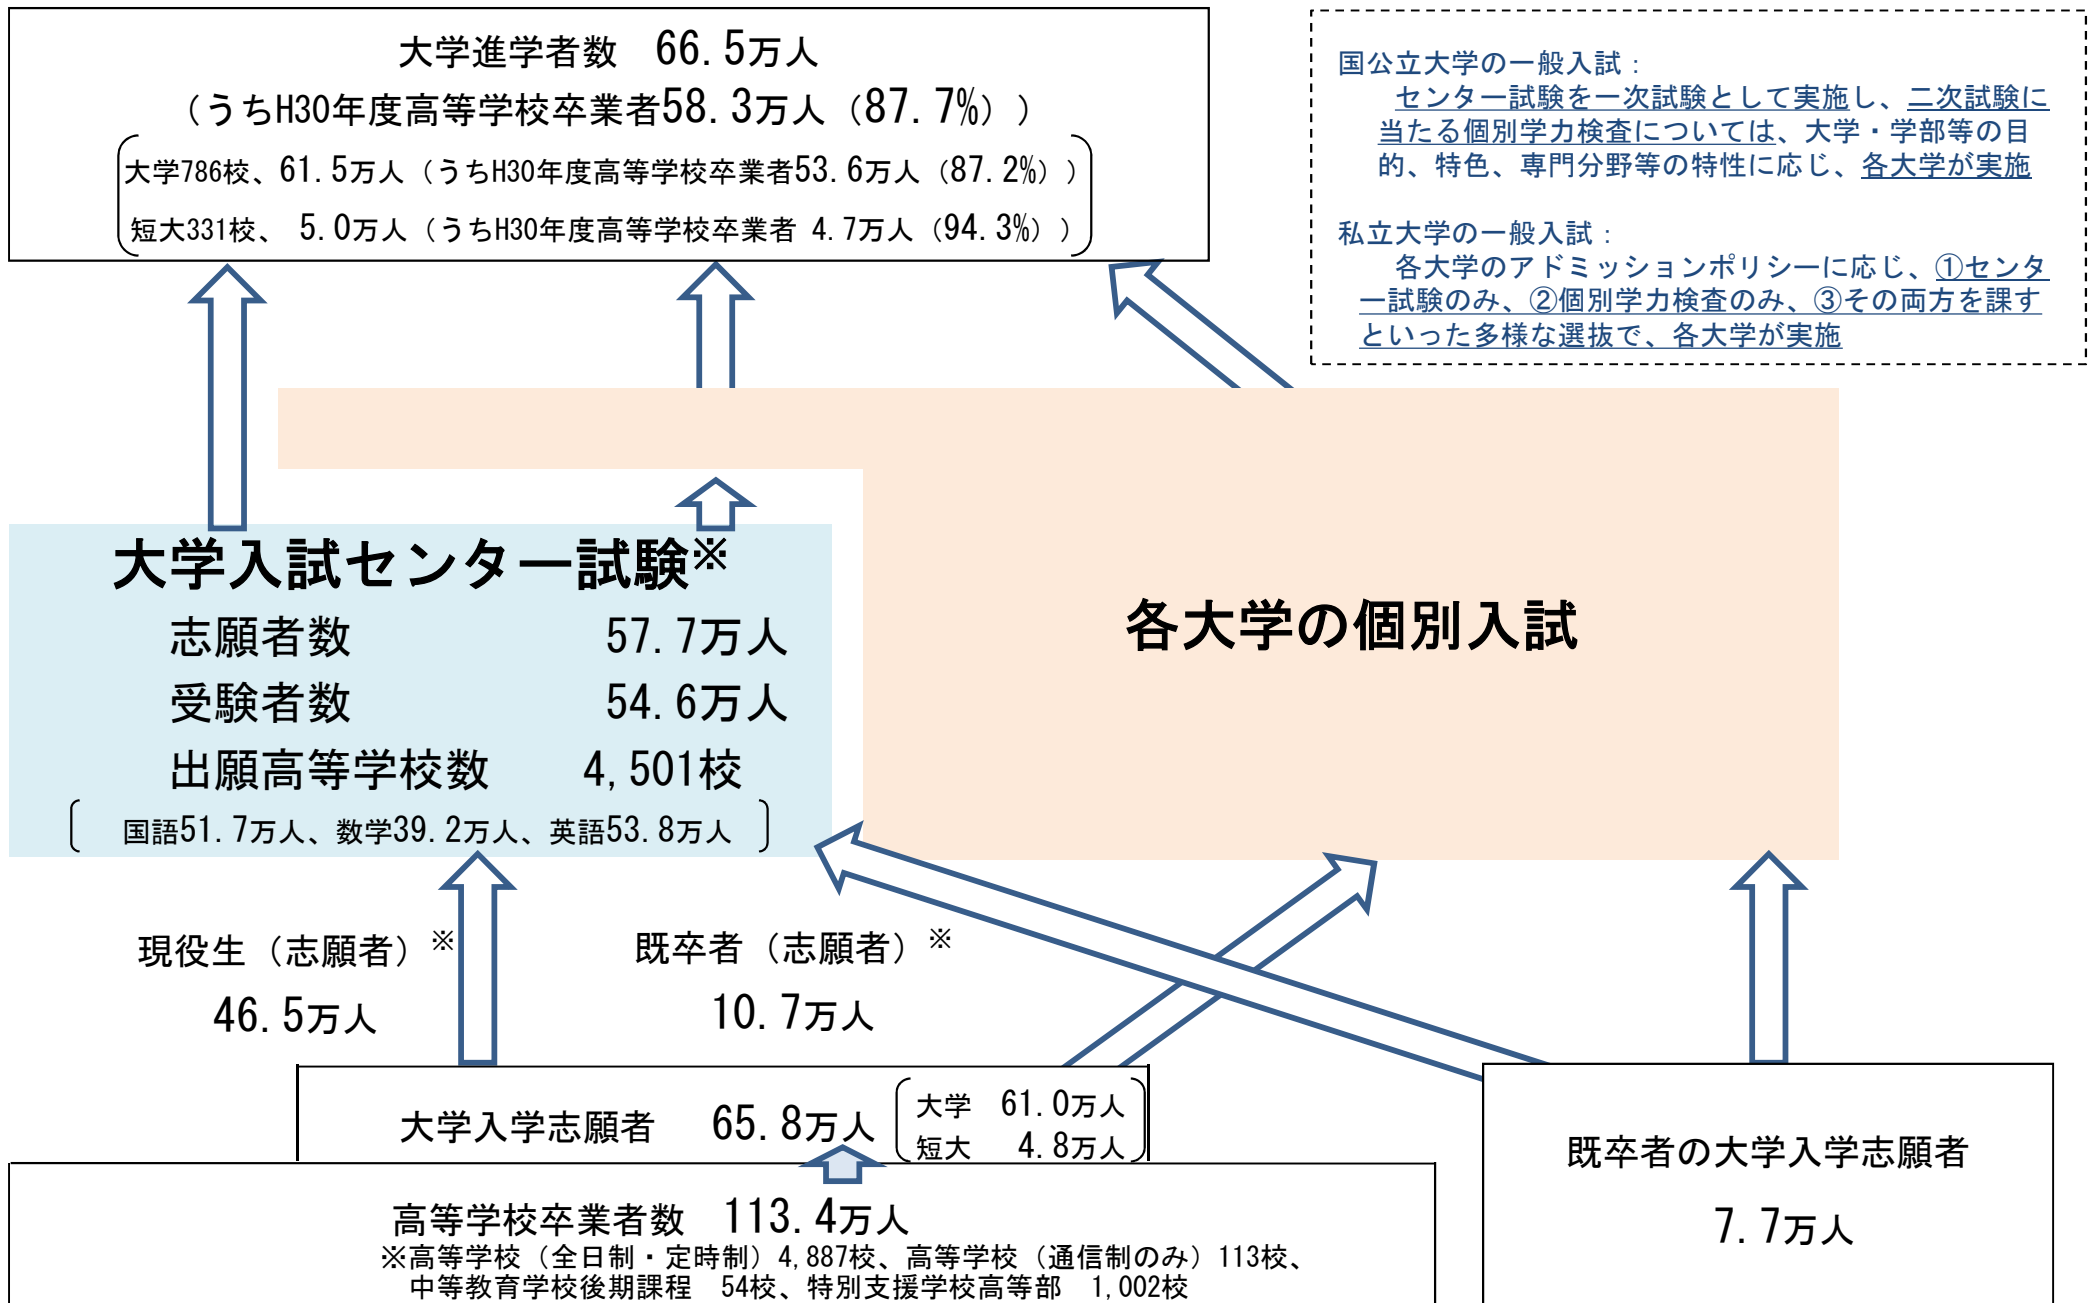 大学進学者数　66.5万人
（うちH30年度高等学校卒業者58.3万人（87.7%））
大学786校、61.5万人（うちH30年度高等学校卒業者53.6万人（87.2%））
短大331校、 5.0万人（うちH30年度高等学校卒業者 4.7万人（94.3%））
国公立大学の一般入試：
センター試験を一次試験として実施し、二次試験に
当たる個別学力検査については、大学・学部等の目
的、特色、専門分野等の特性に応じ、各大学が実施
私立大学の一般入試：
各大学のアドミッションポリシーに応じ、①センタ
ー試験のみ、②個別学力検査のみ、③その両方を課す
といった多様な選抜で、各大学が実施
大学入試センター試験※
志願者数　57.7万人
受験者数　54.6万人
出願高等学校数　4,501校
国語51.7万人、数学39.2万人、英語53.8万人
各大学の個別入試
現役生（志願者）※
46.5万人
既卒者（志願者）※
10.7万人
大学入学志願者　65.8万人
大学　61.0万人
短大　4.8万人
高等学校卒業者数　113.4万人
※高等学校（全日制・定時制）4,887校、高等学校（通信制のみ）113校、
中等教育学校後期課程　54校、特別支援学校高等部　1,002校
既卒者の大学入学志願者
7.7万人